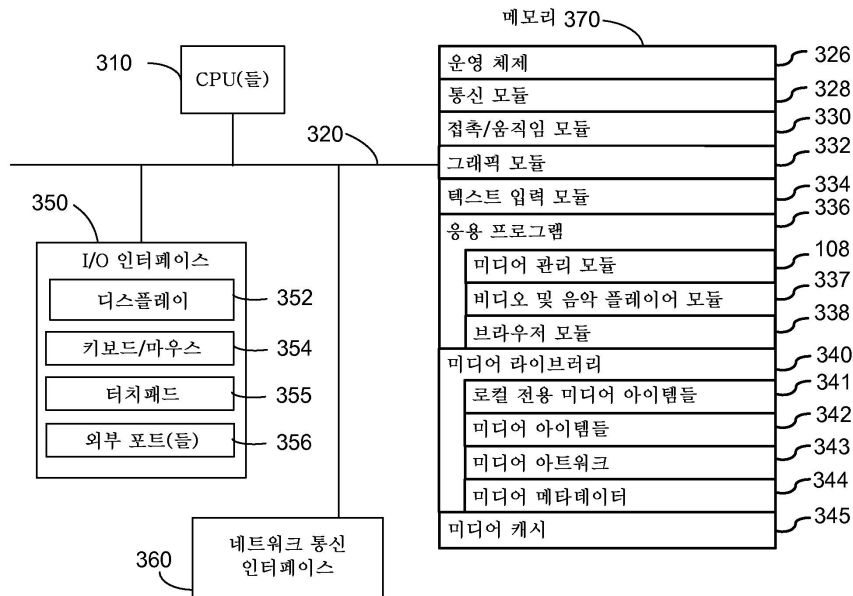 메모리 370
310
CPU(들)
320
350
I/O 인터페이스
디스플레이
352
키보드/마우스
354
터치패드
355
외부 포트(들)
356
360
네트워크 통신
인터페이스
운영 체제
326
통신 모듈
328
접촉/움직임 모듈
330
그래픽 모듈
332
텍스트 입력 모듈
334
응용 프로그램
336
미디어 관리 모듈
108
비디오 및 음악 플레이어 모듈
337
브라우저 모듈
338
미디어 라이브러리
340
로컬 전용 미디어 아이템들
341
미디어 아이템들
342
미디어 아트워크
343
미디어 메타데이터
344
미디어 캐시
345